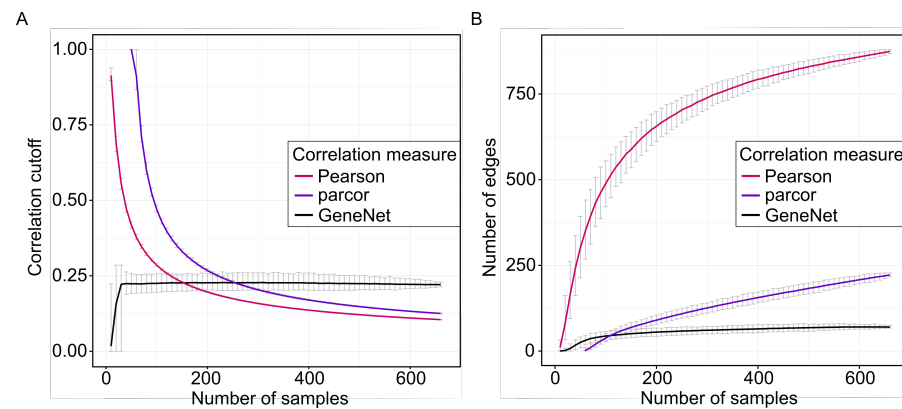 A
1.00
0.75
0.50
0.25
0.00
Correlation cutoff
0 200 400 600
Number of samples
Correlation measure
Pearson
parcor
GeneNet
B
750
500
250
0
Number of edges
0 200 400 600
Number of samples
Correlation measure
Pearson
parcor
GeneNet